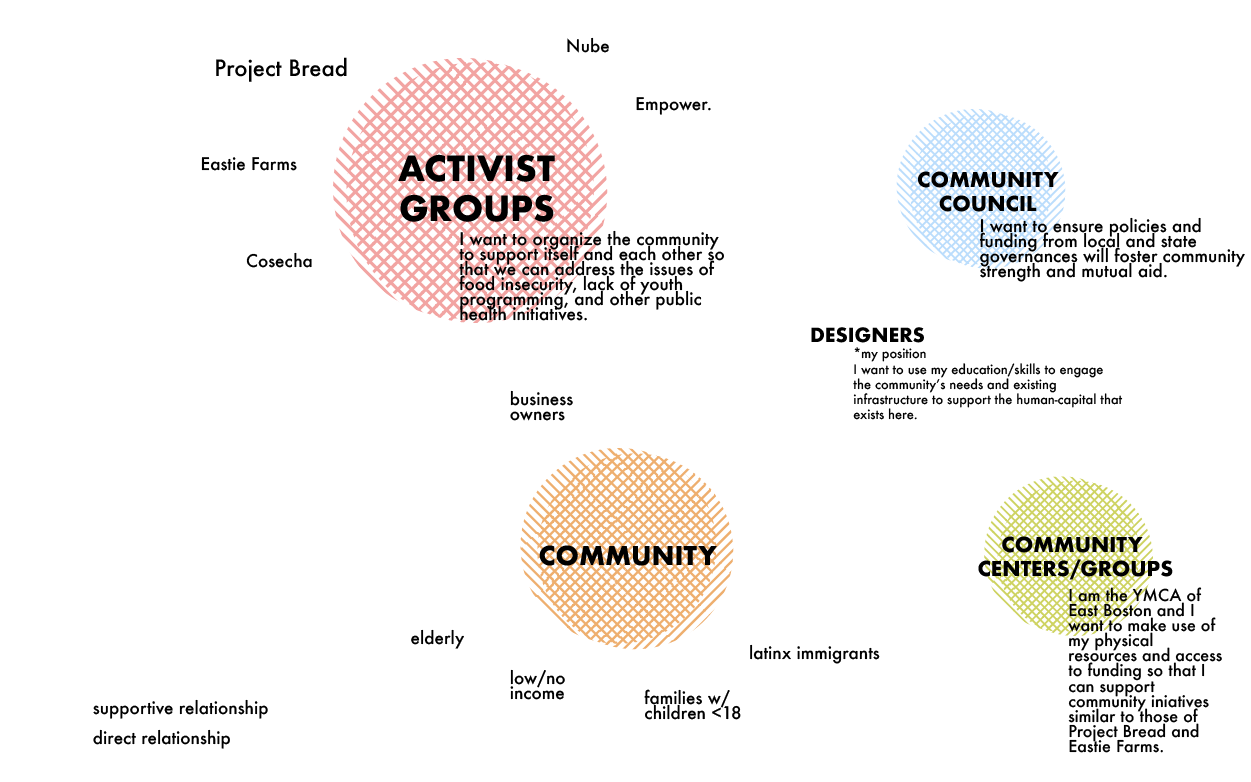 Nube
Project Bread
Empower.
Eastie Farms
ACTIVIST
GROUPS
I want to organize the community
to support itself and each other so
that we can address the issues of
food insecurity, lack of youth
programming, and other public
health initiatives.
Cosecha
COMMUNITY
COUNCIL
I want to ensure policies and
funding from local and state
governances will foster community
strength and mutual aid.
DESIGNERS
*my position
I want to use my education/skills to engage
the community's needs and existing
infrastructure to support the human-capital that
exists here.
business
owners
COMMUNITY
elderly
low/no
income
families w/
children <18
latinx immigrants
COMMUNITY
CENTERS/GROUPS
I am the YMCA of
East Boston and I
want to make use of
my physical
resources and access
to funding so that I
can support
community iniatives
similar to those of
Project Bread and
Eastie Farms.
supportive relationship
direct relationship